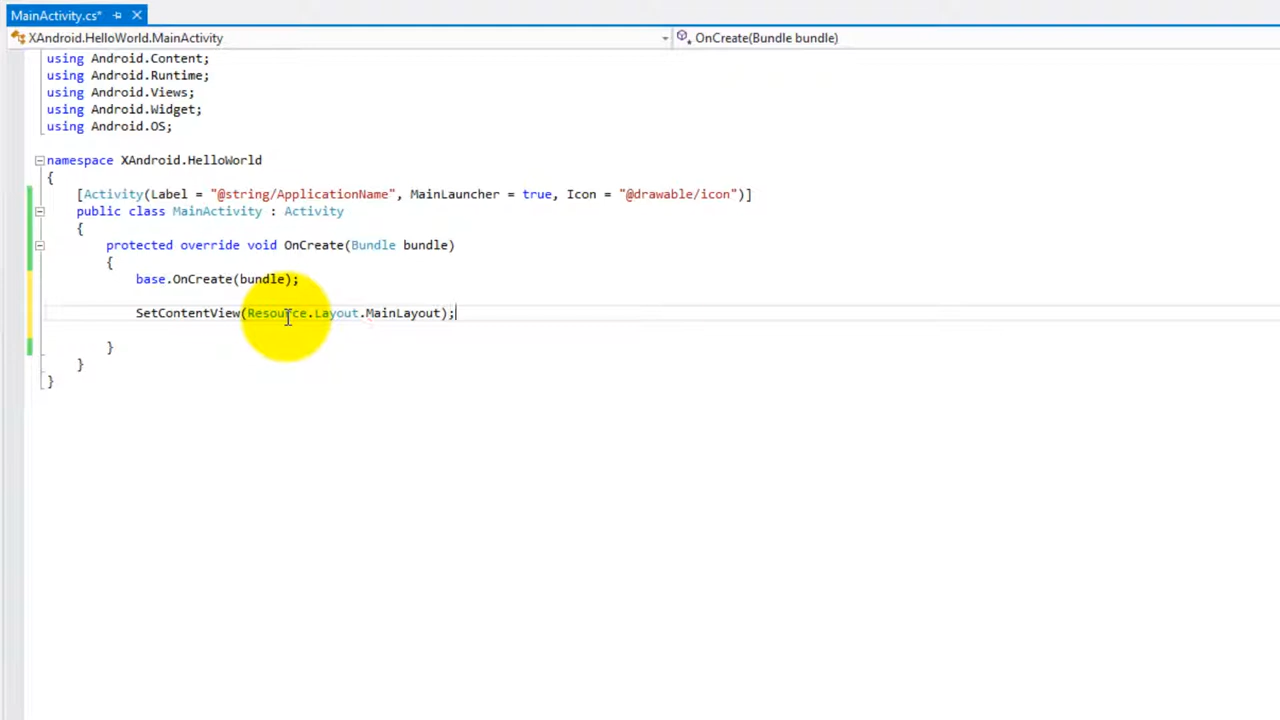 MainActivity.cs*
XAndroid.HelloWorld.MainActivity OnCreate(Bundle bundle)
using Android.Content;
using Android.Runtime;
using Android.Views;
using Android.Widget;
using Android.OS;
namespace XAndroid.HelloWorld
{
[Activity(Label = "@string/ApplicationName", MainLauncher = true, Icon = "@drawable/icon")]
public class MainActivity : Activity
{
protected override void OnCreate(Bundle bundle)
{
base.OnCreate(bundle);
SetContentView(Resource.Layout.MainLayout);
}
}
}